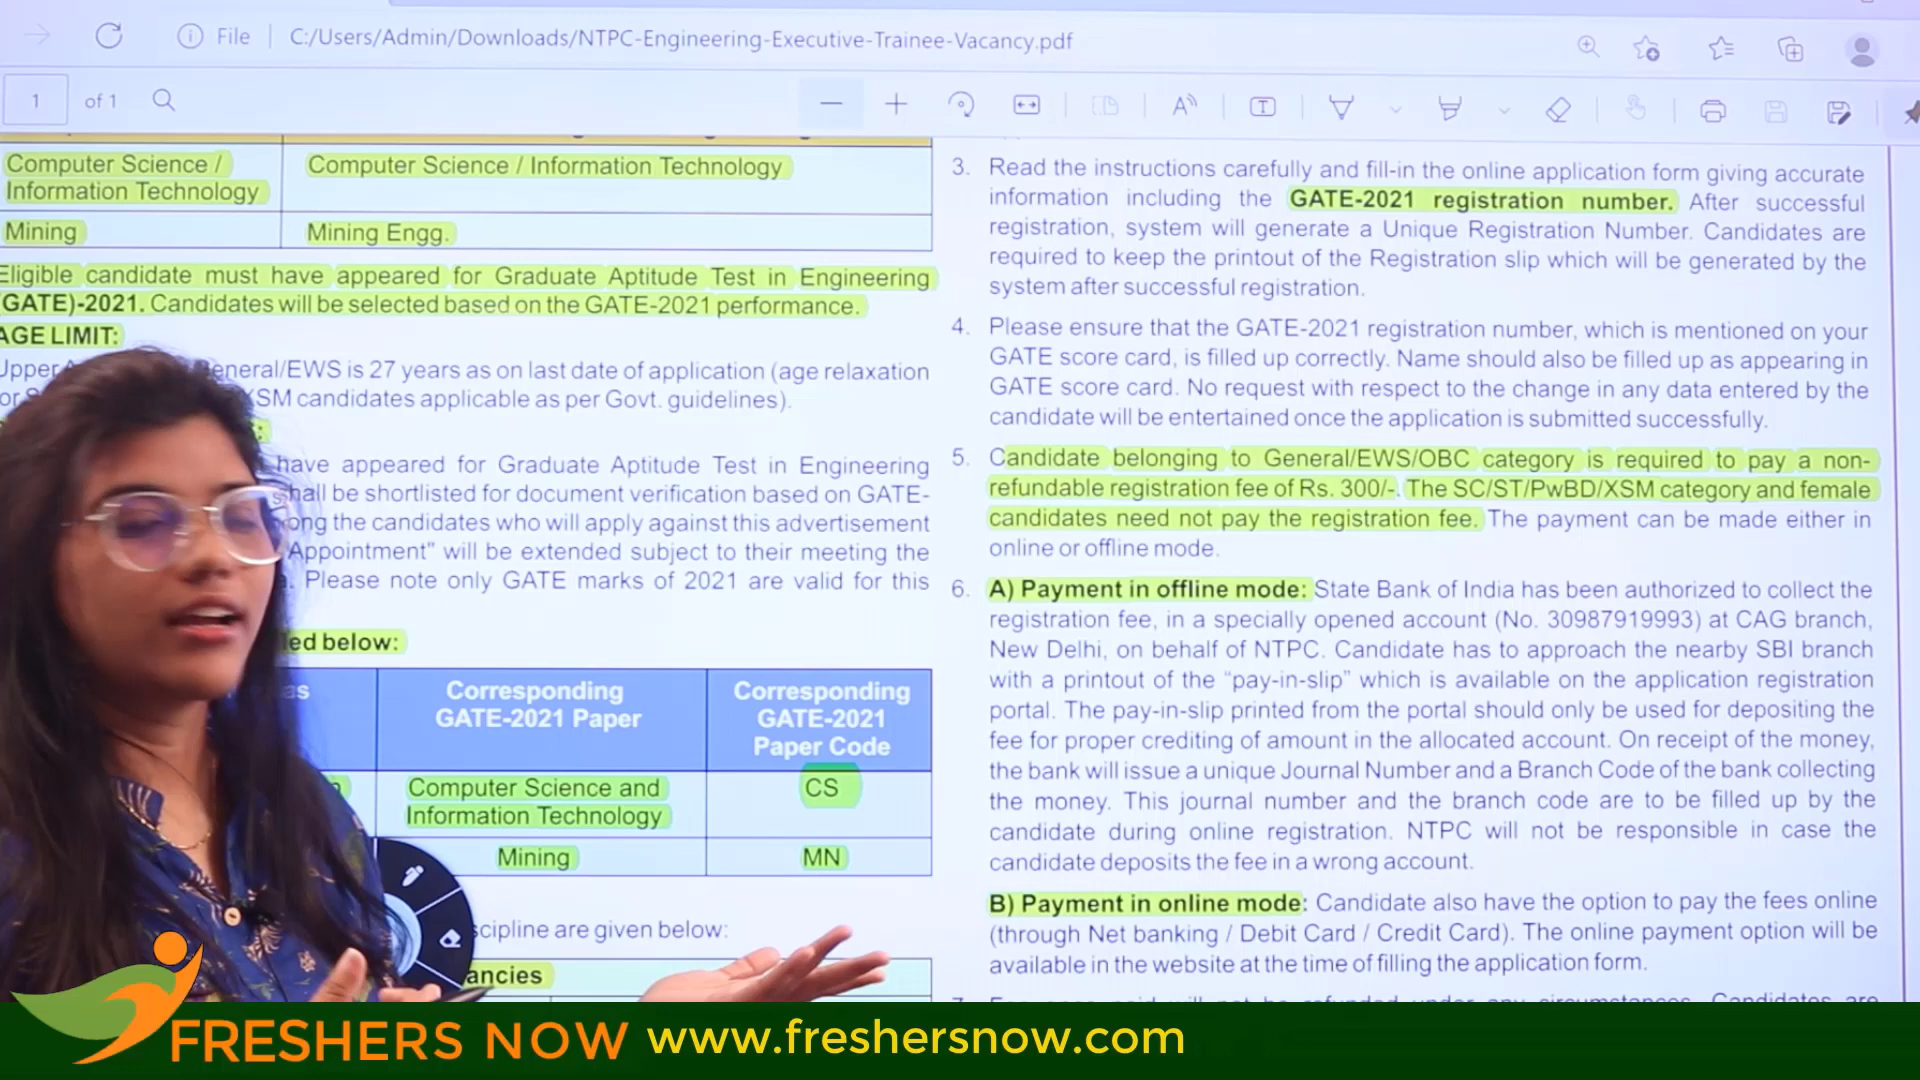 File
C:/Users/Admin/Downloads/NTPC-Engineering-Executive-Trainee-Vacancy.pdf
1 of 1
Computer Science / Computer Science / Information Technology
Information Technology
Mining Mining Engg.
Eligible candidate must have appeared for Graduate Aptitude Test in Engineering
(GATE)-2021. Candidates will be selected based on the GATE-2021 performance.
AGE LIMIT:
Upper General/EWS is 27 years as on last date of application (age relaxation
XSM candidates applicable as per Govt. guidelines).
have appeared for Graduate Aptitude Test in Engineering
shall be shortlisted for document verification based on GATE-
the candidates who will apply against this advertisement
Appointment" will be extended subject to their meeting the
Please note only GATE marks of 2021 are valid for this
below:
Corresponding
GATE-2021 Paper
Corresponding
GATE-2021
Paper Code
Computer Science and
Information Technology
CS
Mining MN
are given below:
3. Read the instructions carefully and fill-in the online application form giving accurate
information including the GATE-2021 registration number. After successful
registration, system will generate a Unique Registration Number. Candidates are
required to keep the printout of the Registration slip which will be generated by the
system after successful registration.
4. Please ensure that the GATE-2021 registration number, which is mentioned on your
GATE score card, is filled up correctly. Name should also be filled up as appearing in
GATE score card. No request with respect to the change in any data entered by the
candidate will be entertained once the application is submitted successfully.
5. Candidate belonging to General/EWS/OBC category is required to pay a non-
refundable registration fee of Rs. 300/-. The SC/ST/PwBD/XSM category and female
candidates need not pay the registration fee. The payment can be made either in
online or offline mode.
6. A) Payment in offline mode: State Bank of India has been authorized to collect the
registration fee, in a specially opened account (No. 30987919993) at CAG branch,
New Delhi, on behalf of NTPC. Candidate has to approach the nearby SBI branch
with a printout of the “pay-in-slip” which is available on the application registration
portal. The pay-in-slip printed from the portal should only be used for depositing the
fee for proper crediting of amount in the allocated account. On receipt of the money,
the bank will issue a unique Journal Number and a Branch Code of the bank collecting
the money. This journal number and the branch code are to be filled up by the
candidate during online registration. NTPC will not be responsible in case the
candidate deposits the fee in a wrong account.
B) Payment in online mode: Candidate also have the option to pay the fees online
(through Net banking / Debit Card / Credit Card). The online payment option will be
available in the website at the time of filling the application form.
FRESHERS NOW www.freshersnow.com